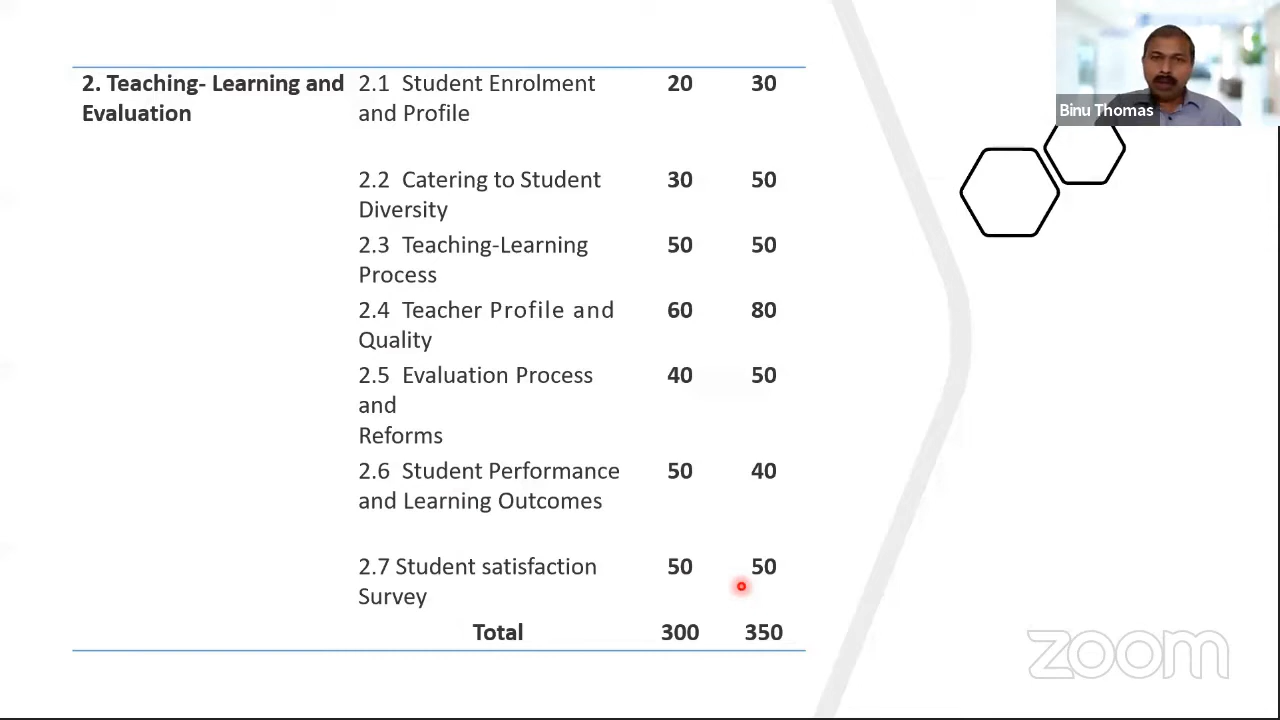 2. Teaching- Learning and Evaluation
2.1 Student Enrolment and Profile
20 30
2.2 Catering to Student Diversity
30 50
2.3 Teaching-Learning Process
50 50
2.4 Teacher Profile and Quality
60 80
2.5 Evaluation Process and Reforms
40 50
2.6 Student Performance and Learning Outcomes
50 40
2.7 Student satisfaction Survey
50 50
Total 300 350
Binu Thomas
zoom